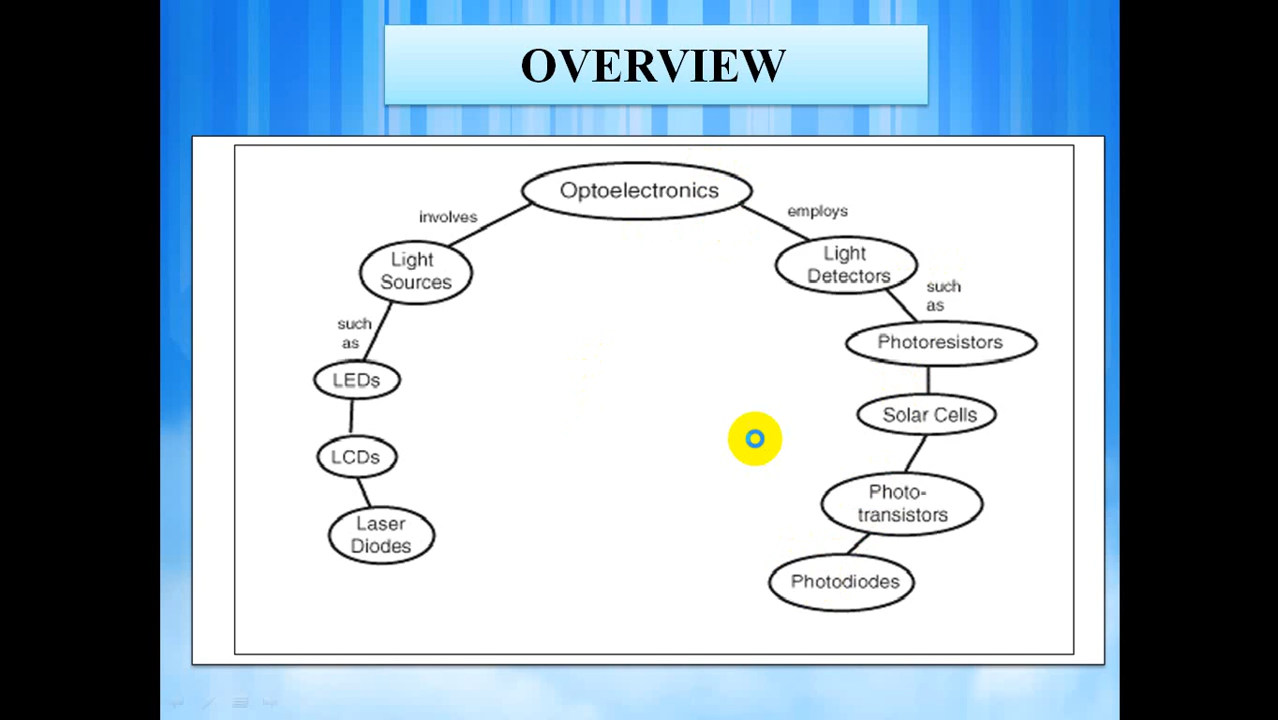 OVERVIEW
Optoelectronics
involves
employs
Light
Sources
Light
Detectors
such
as
such
as
LEDs
Photoresistors
LCDs
Solar Cells
Laser
Diodes
Photo-
transistors
Photodiodes